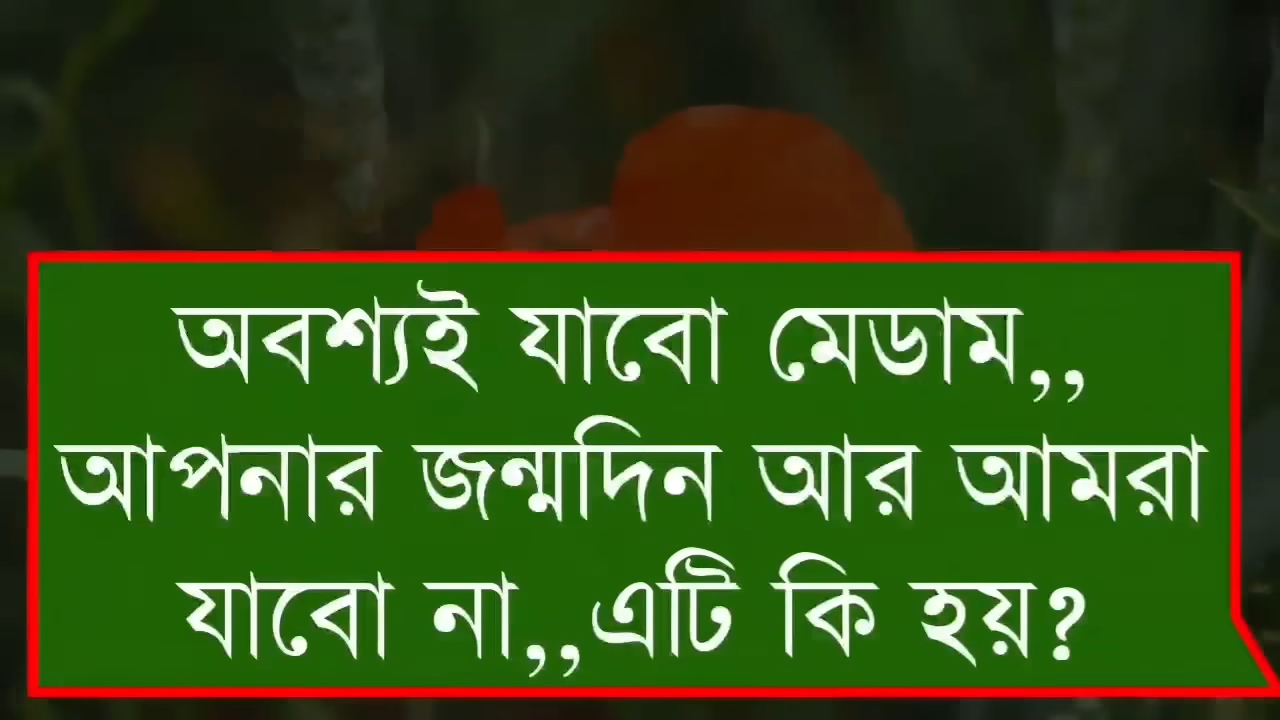 অবশ্যই যাবো মেডাম,,
আপনার জন্মদিন আর আমরা
যাবো না,,এটি কি হয়?